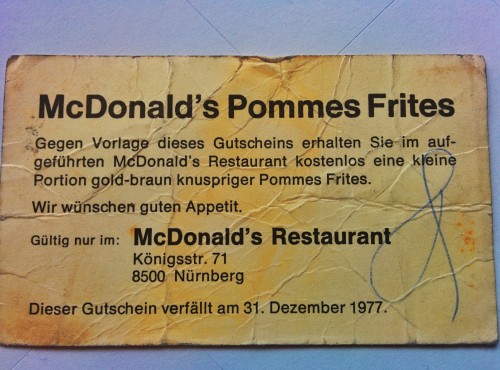 McDonald's Pommes Frites
Gegen Vorlage dieses Gutscheins erhalten Sie im auf-
geführten McDonald's Restaurant kostenlos eine kleine
Portion gold-braun knuspriger Pommes Frites.
Wir wünschen guten Appetit.
Gültig nur im: McDonald's Restaurant
Königsstr. 71
8500 Nürnberg
Dieser Gutschein verfällt am 31. Dezember 1977.